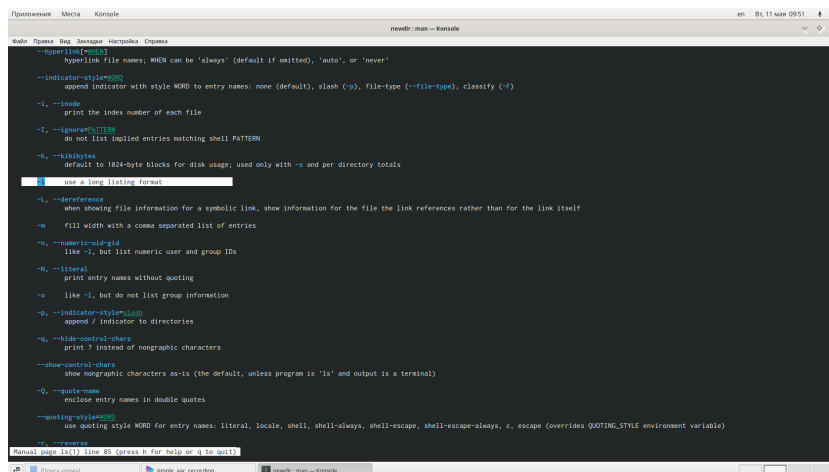 Приложения Места Konsole en Вт, 11 мая 09:51
newdir : man — Konsole
Файл Правка Вид Закладки Настройка Справка
--hyperlink[=WHEN]
hyperlink file names; WHEN can be 'always' (default if omitted), 'auto', or 'never'
--indicator-style=WORD
append indicator with style WORD to entry names: none (default), slash (-p), file-type (--file-type), classify (-F)
-i, --inode
print the index number of each file
-I, --ignore=PATTERN
do not list implied entries matching shell PATTERN
-k, --kibibytes
default to 1024-byte blocks for disk usage; used only with -s and per directory totals
-l use a long listing format
-L, --dereference
when showing file information for a symbolic link, show information for the file the link references rather than for the link itself
-m fill width with a comma separated list of entries
-n, --numeric-uid-gid
like -l, but list numeric user and group IDs
-N, --literal
print entry names without quoting
-o like -l, but do not list group information
-p, --indicator-style=slash
append / indicator to directories
-q, --hide-control-chars
print ? instead of nongraphic characters
--show-control-chars
show nongraphic characters as-is (the default, unless program is 'ls' and output is a terminal)
-Q, --quote-name
enclose entry names in double quotes
--quoting-style=WORD
use quoting style WORD for entry names: literal, locale, shell, shell-always, shell-escape, shell-escape-always, c, escape (overrides QUOTING_STYLE environment variable)
-r, --reverse
Manual page ls(1) line 85 (press h for help or q to quit)
simple_aac_recording newdir : man — Konsole